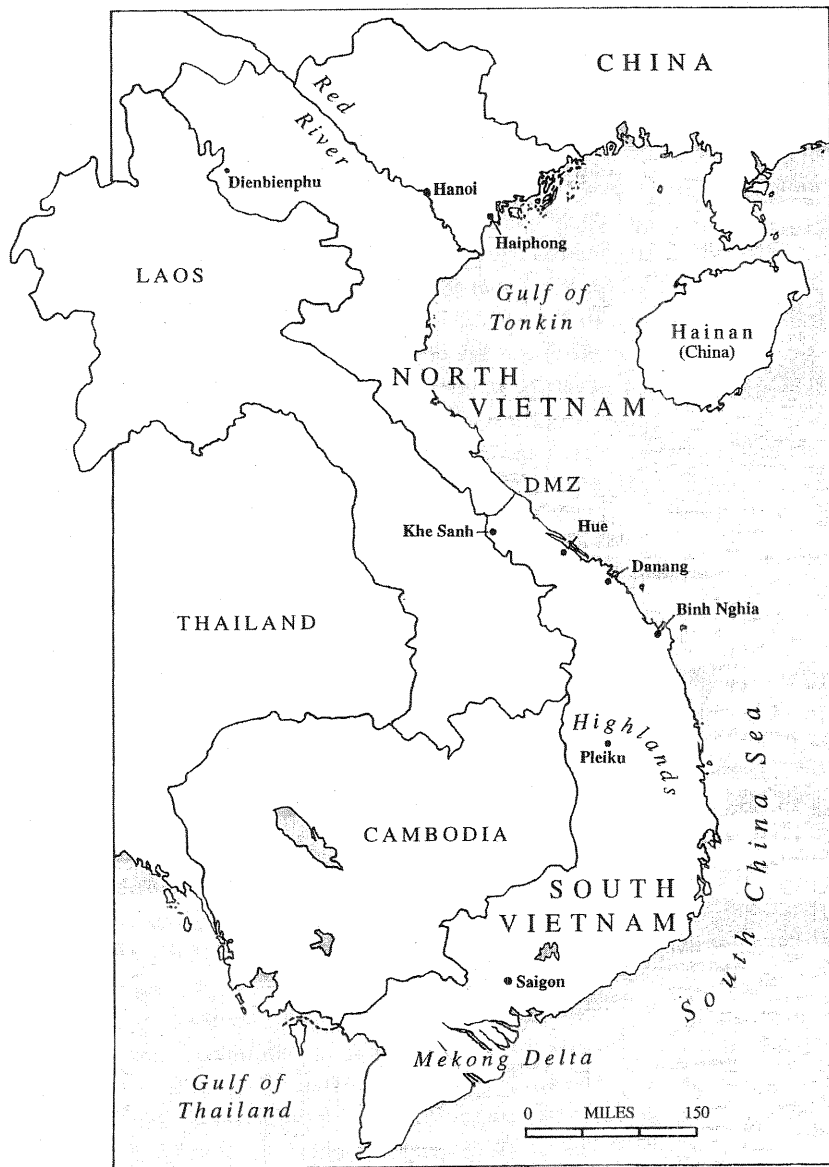 CHINA
Red
River
Dienbienphu
Hanoi
Haiphong
LAOS
Gulf of
Tonkin
Hainan
(China)
NORTH
VIETNAM
DMZ
Khe Sanh
Hue
Danang
Binh Nghia
THAILAND
Highlands
Pleiku
South China Sea
CAMBODIA
SOUTH
VIETNAM
Saigon
Mekong Delta
Gulf of
Thailand
0 MILES 150